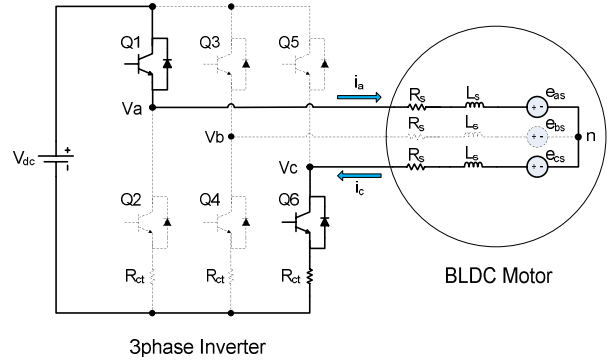 Q1
Q3
Q5
Va
Vb
Vc
Vdc
+
-
Q2
Q4
Q6
Rct
Rct
Rct
ia
ic
Rs
Ls
eas
+ -
Rs
Ls
ebs
+ -
n
Rs
Ls
ecs
+ -
BLDC Motor
3phase Inverter